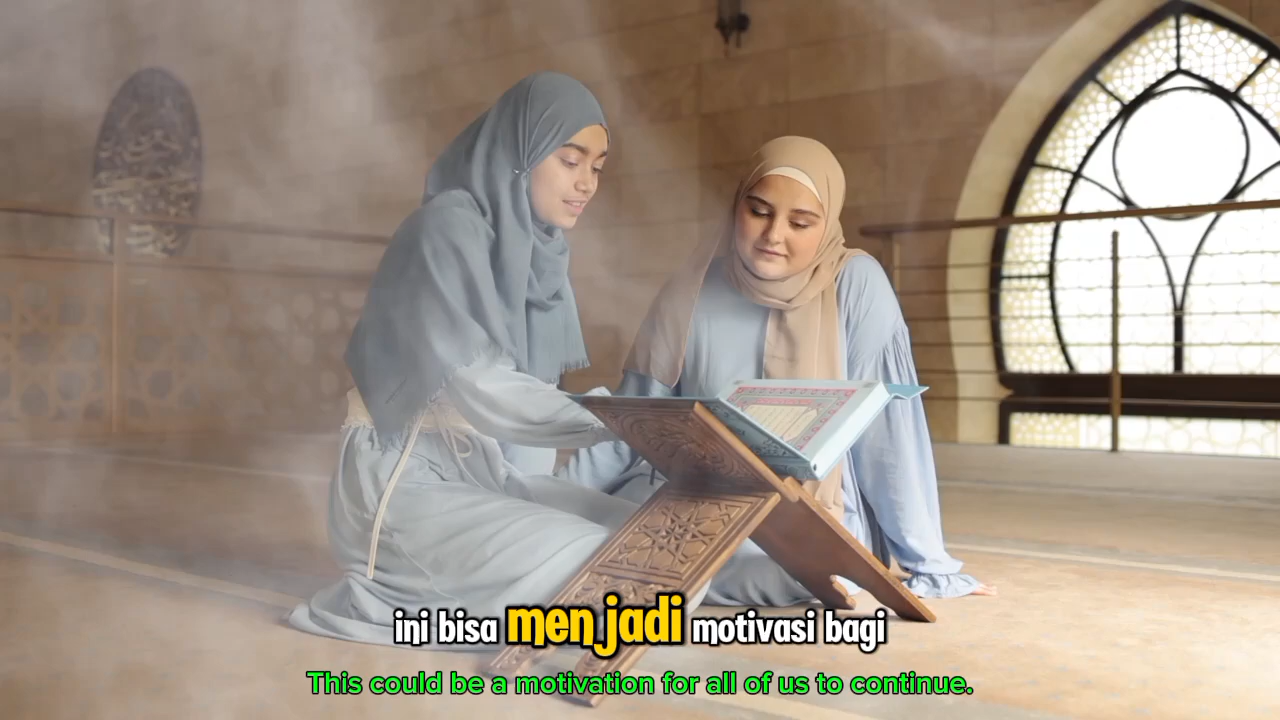 ini bisa menjadi motivasi bagi
This could be a motivation for all of us to continue.